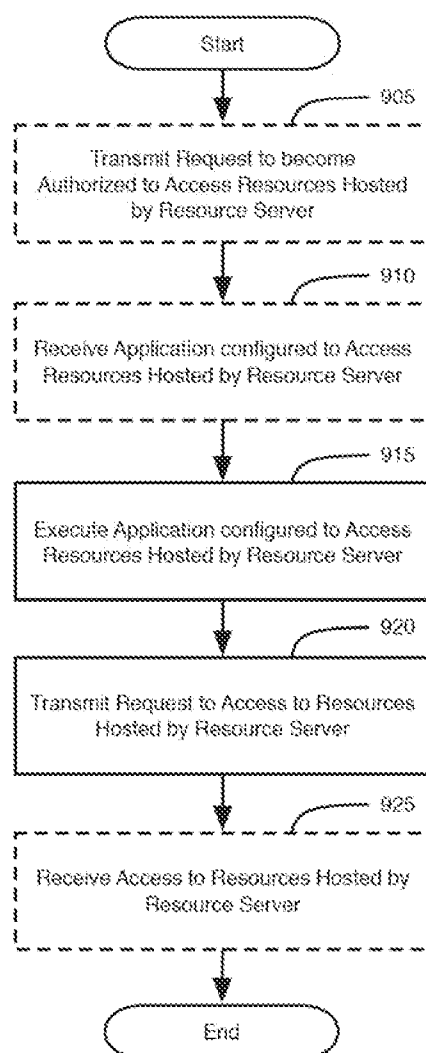 Start
905
Transmit Request to become
Authorized to Access Resources Hosted
by Resource Server
910
Receive Application configured to Access
Resources Hosted by Resource Server
915
Execute Application configured to Access
Resources Hosted by Resource Server
920
Transmit Request to Access to Resources
Hosted by Resource Server
925
Receive Access to Resources Hosted by
Resource Server
End